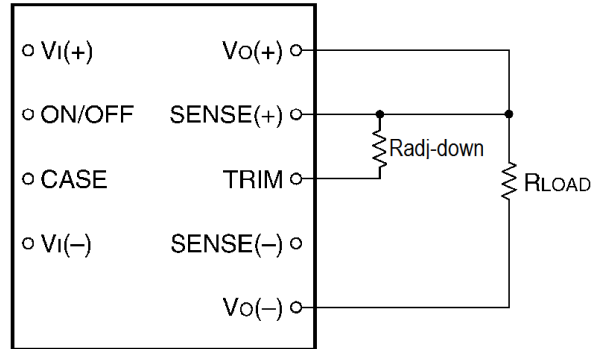 VI(+) VO(+)
ON/OFF SENSE(+)
Radj-down
CASE TRIM RLOAD
VI(–) SENSE(–)
VO(–)